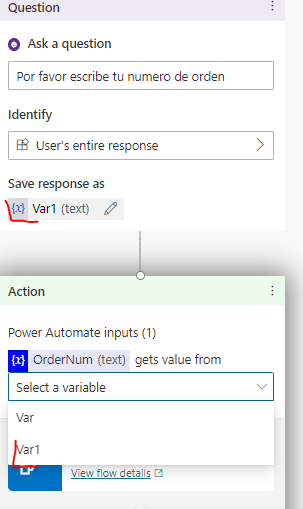 Question
Ask a question
Por favor escribe tu numero de orden
Identify
User's entire response
Save response as
{x} Var1 (text)
Action
Power Automate inputs (1)
{x} OrderNum (text) gets value from
Select a variable
Var
Var1
View flow details